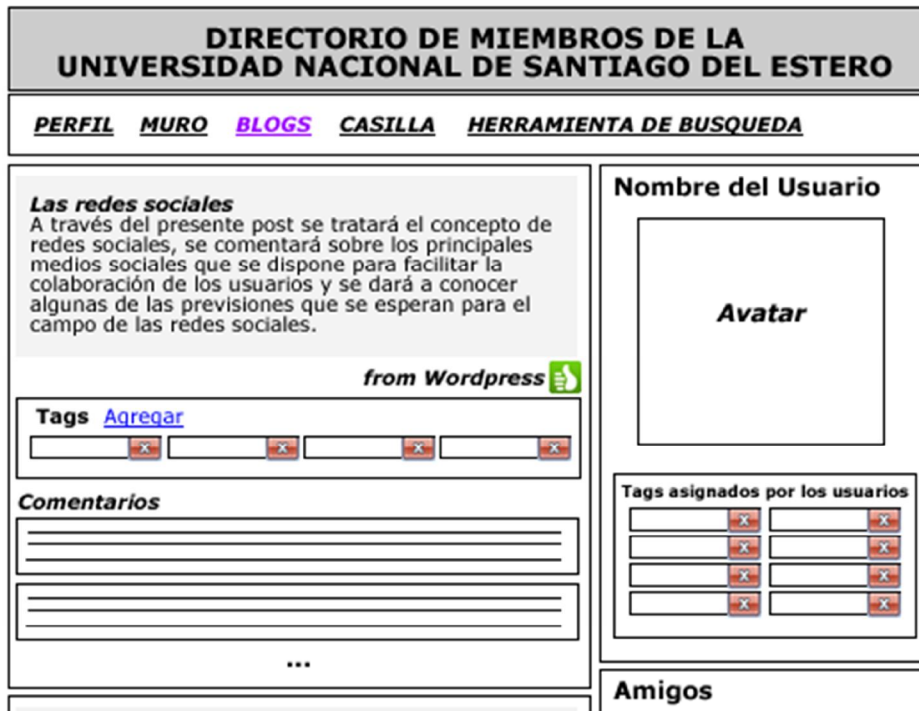 DIRECTORIO DE MIEMBROS DE LA
UNIVERSIDAD NACIONAL DE SANTIAGO DEL ESTERO
PERFIL MURO BLOGS CASILLA HERRAMIENTA DE BUSQUEDA
Las redes sociales
A través del presente post se tratará el concepto de
redes sociales, se comentará sobre los principales
medios sociales que se dispone para facilitar la
colaboración de los usuarios y se dará a conocer
algunas de las previsiones que se esperan para el
campo de las redes sociales.
from Wordpress
Tags Agregar
x x x x
Comentarios
...
Nombre del Usuario
Avatar
Tags asignados por los usuarios
x x
x x
x x
x x
Amigos